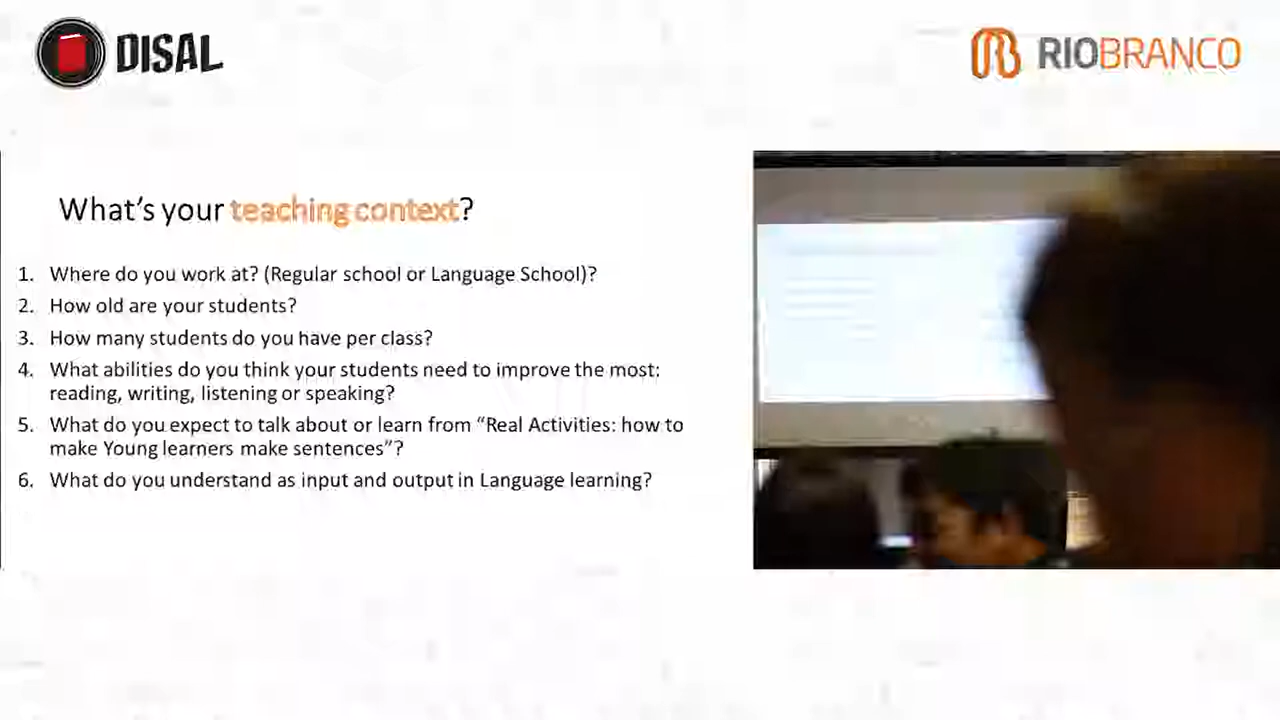 DISAL
RIOBRANCO
What's your teaching context?
1. Where do you work at? (Regular school or Language School)?
2. How old are your students?
3. How many students do you have per class?
4. What abilities do you think your students need to improve the most:
reading, writing, listening or speaking?
5. What do you expect to talk about or learn from “Real Activities: how to
make Young learners make sentences”?
6. What do you understand as input and output in Language learning?